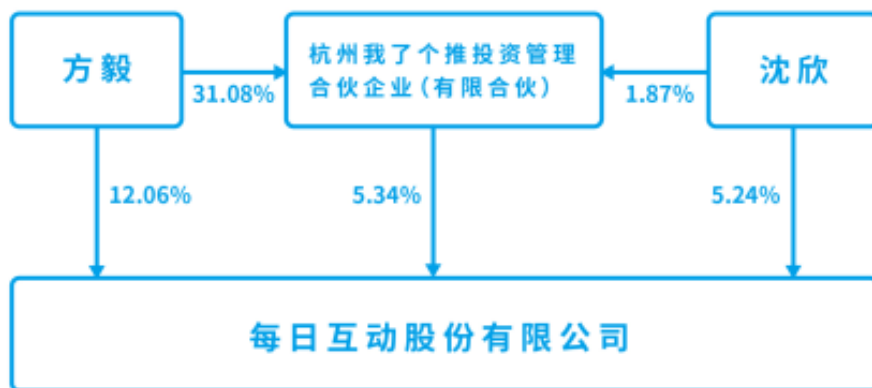 方毅
杭州我了个推投资管理
合伙企业(有限合伙)
沈欣
31.08%
1.87%
12.06%
5.34%
5.24%
每日互动股份有限公司